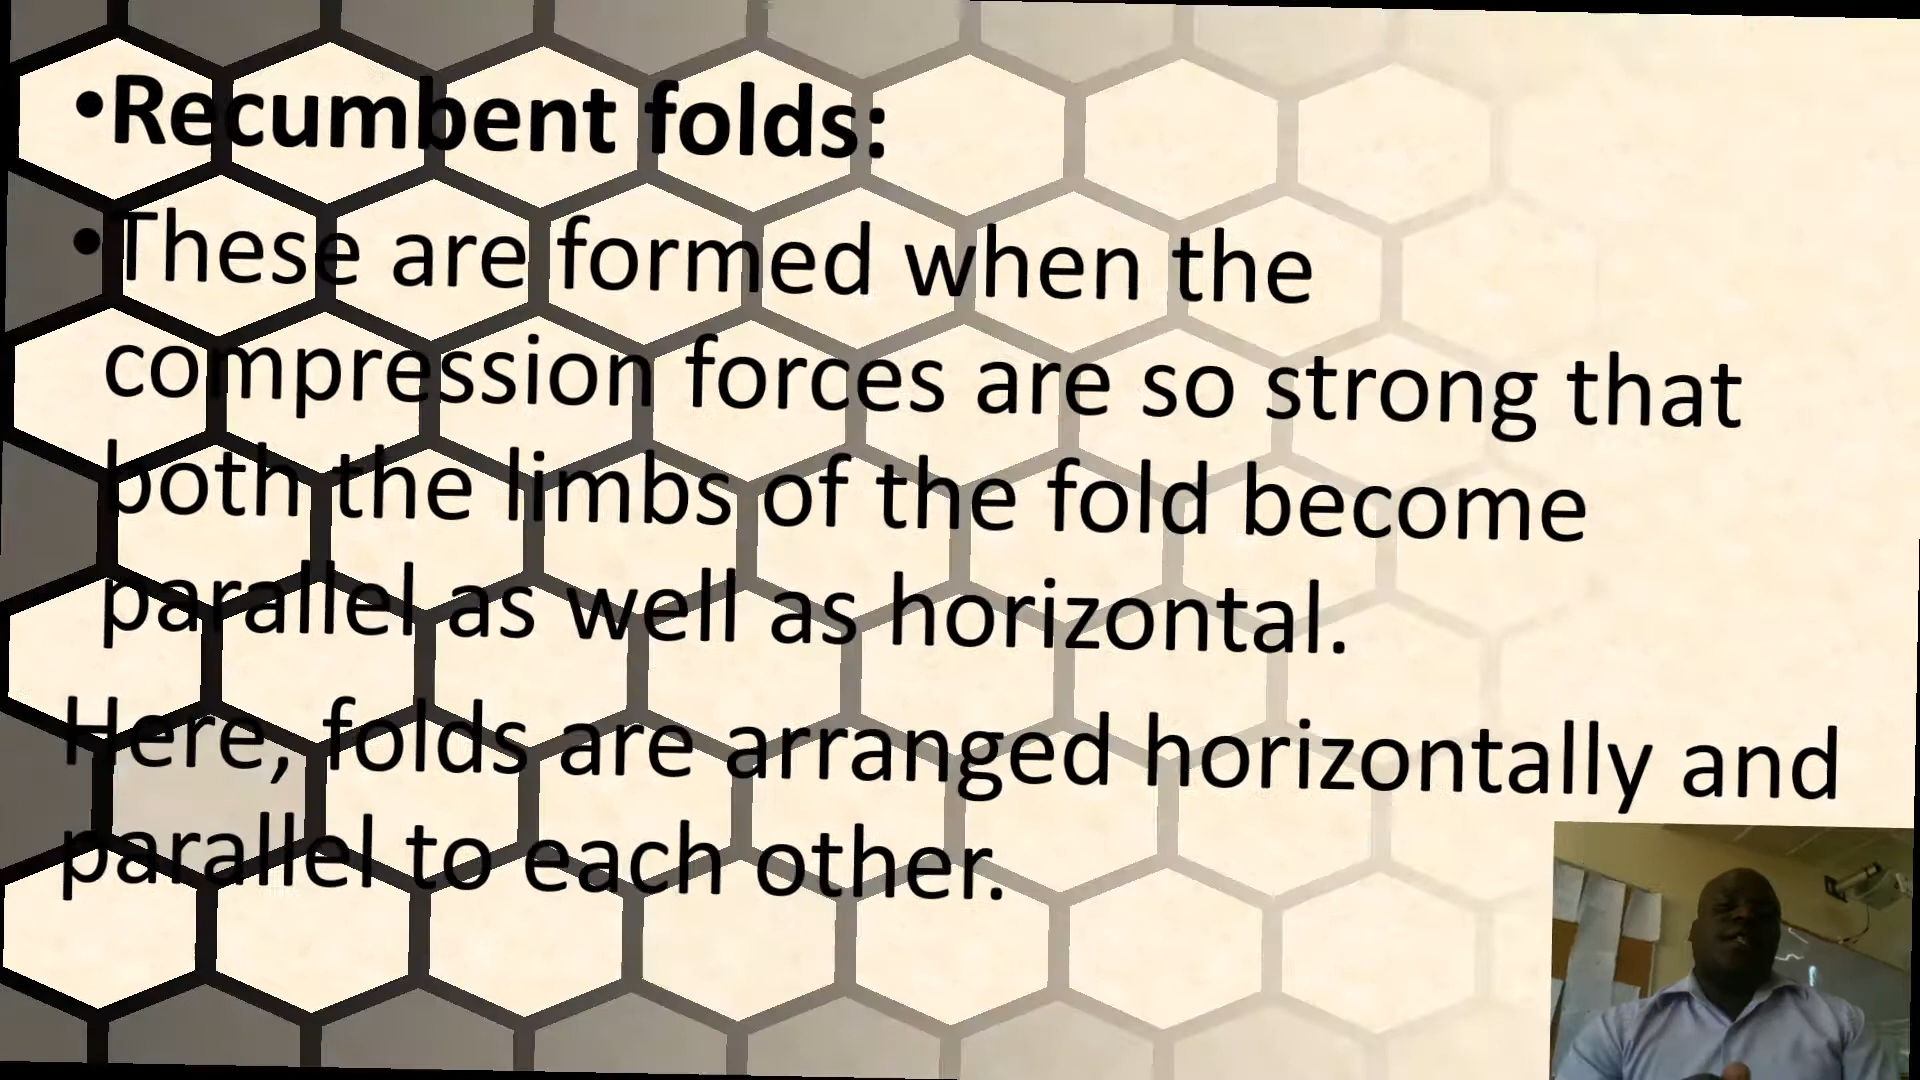 •Recumbent folds:
•These are formed when the
compression forces are so strong that
both the limbs of the fold become
parallel as well as horizontal.
Here, folds are arranged horizontally and
parallel to each other.